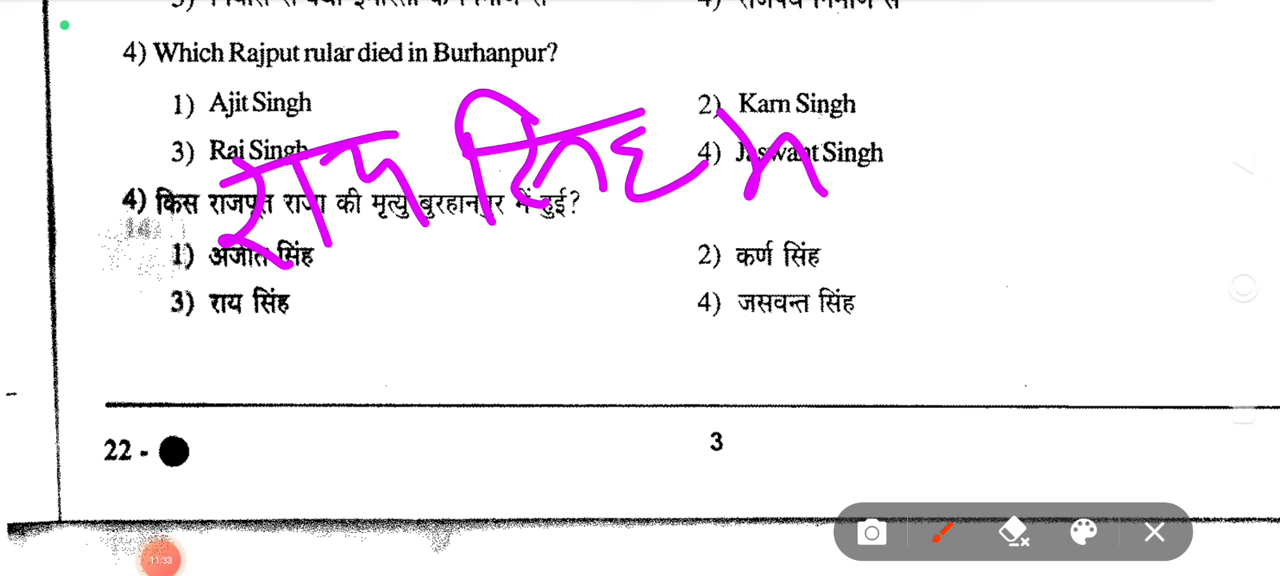 4) Which Rajput rular died in Burhanpur?
1) Ajit Singh
2) Karn Singh
3) Rai Singh
4) Jaswant Singh
राय सिंह
4) किस राजपूत राजा की मृत्यु बुरहानपुर में हुई?
1) अजीत सिंह
2) कर्ण सिंह
3) राय सिंह
4) जसवन्त सिंह
22 -
3
11:33